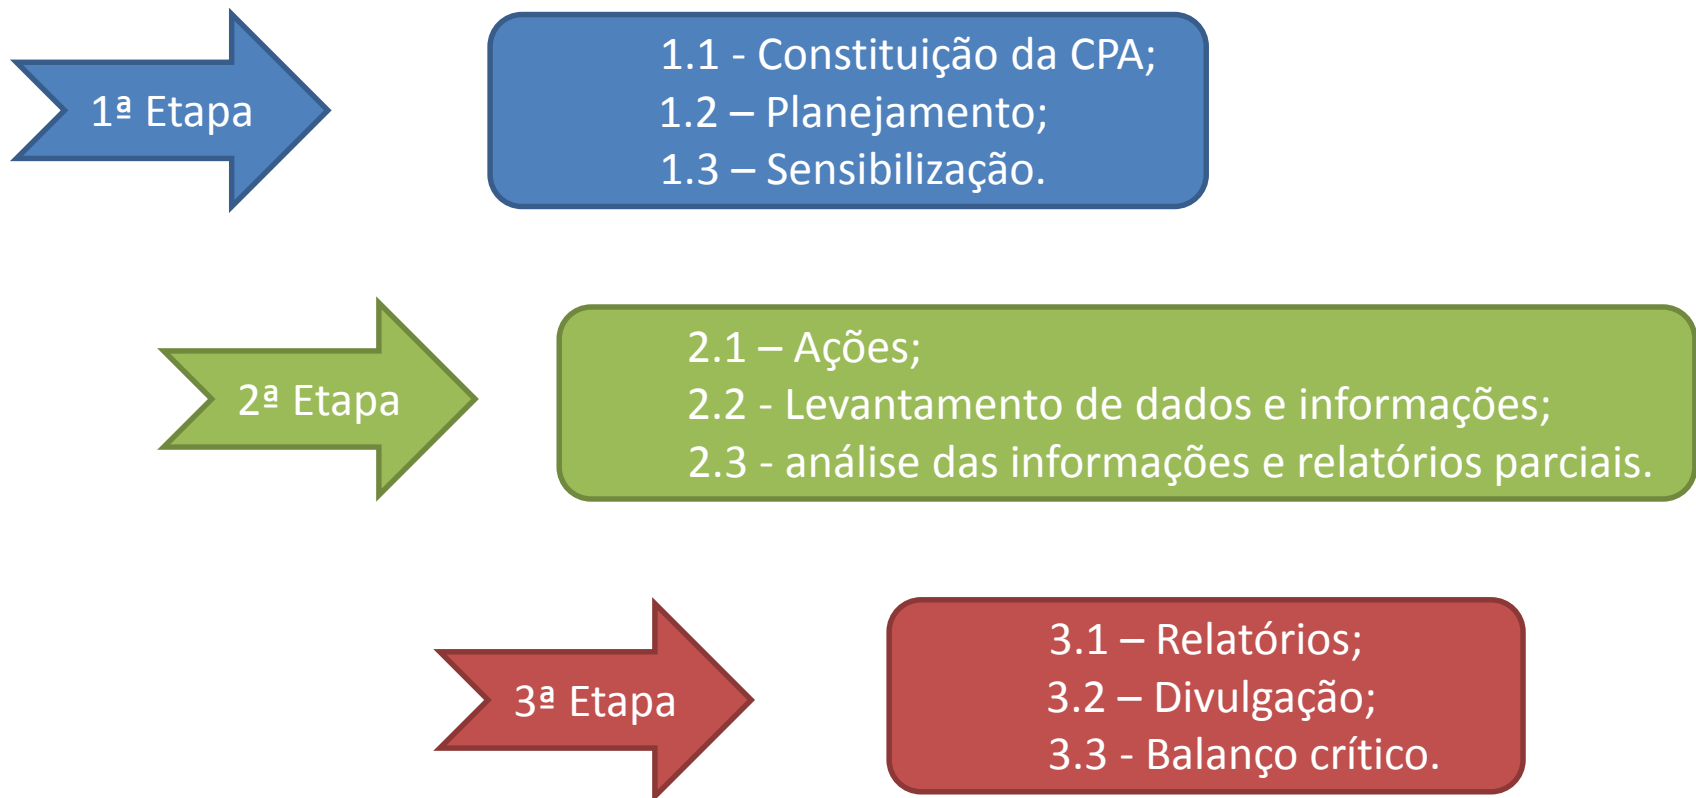 1ª Etapa
1.1 - Constituição da CPA;
1.2 – Planejamento;
1.3 – Sensibilização.
2ª Etapa
2.1 – Ações;
2.2 - Levantamento de dados e informações;
2.3 - análise das informações e relatórios parciais.
3ª Etapa
3.1 – Relatórios;
3.2 – Divulgação;
3.3 - Balanço crítico.